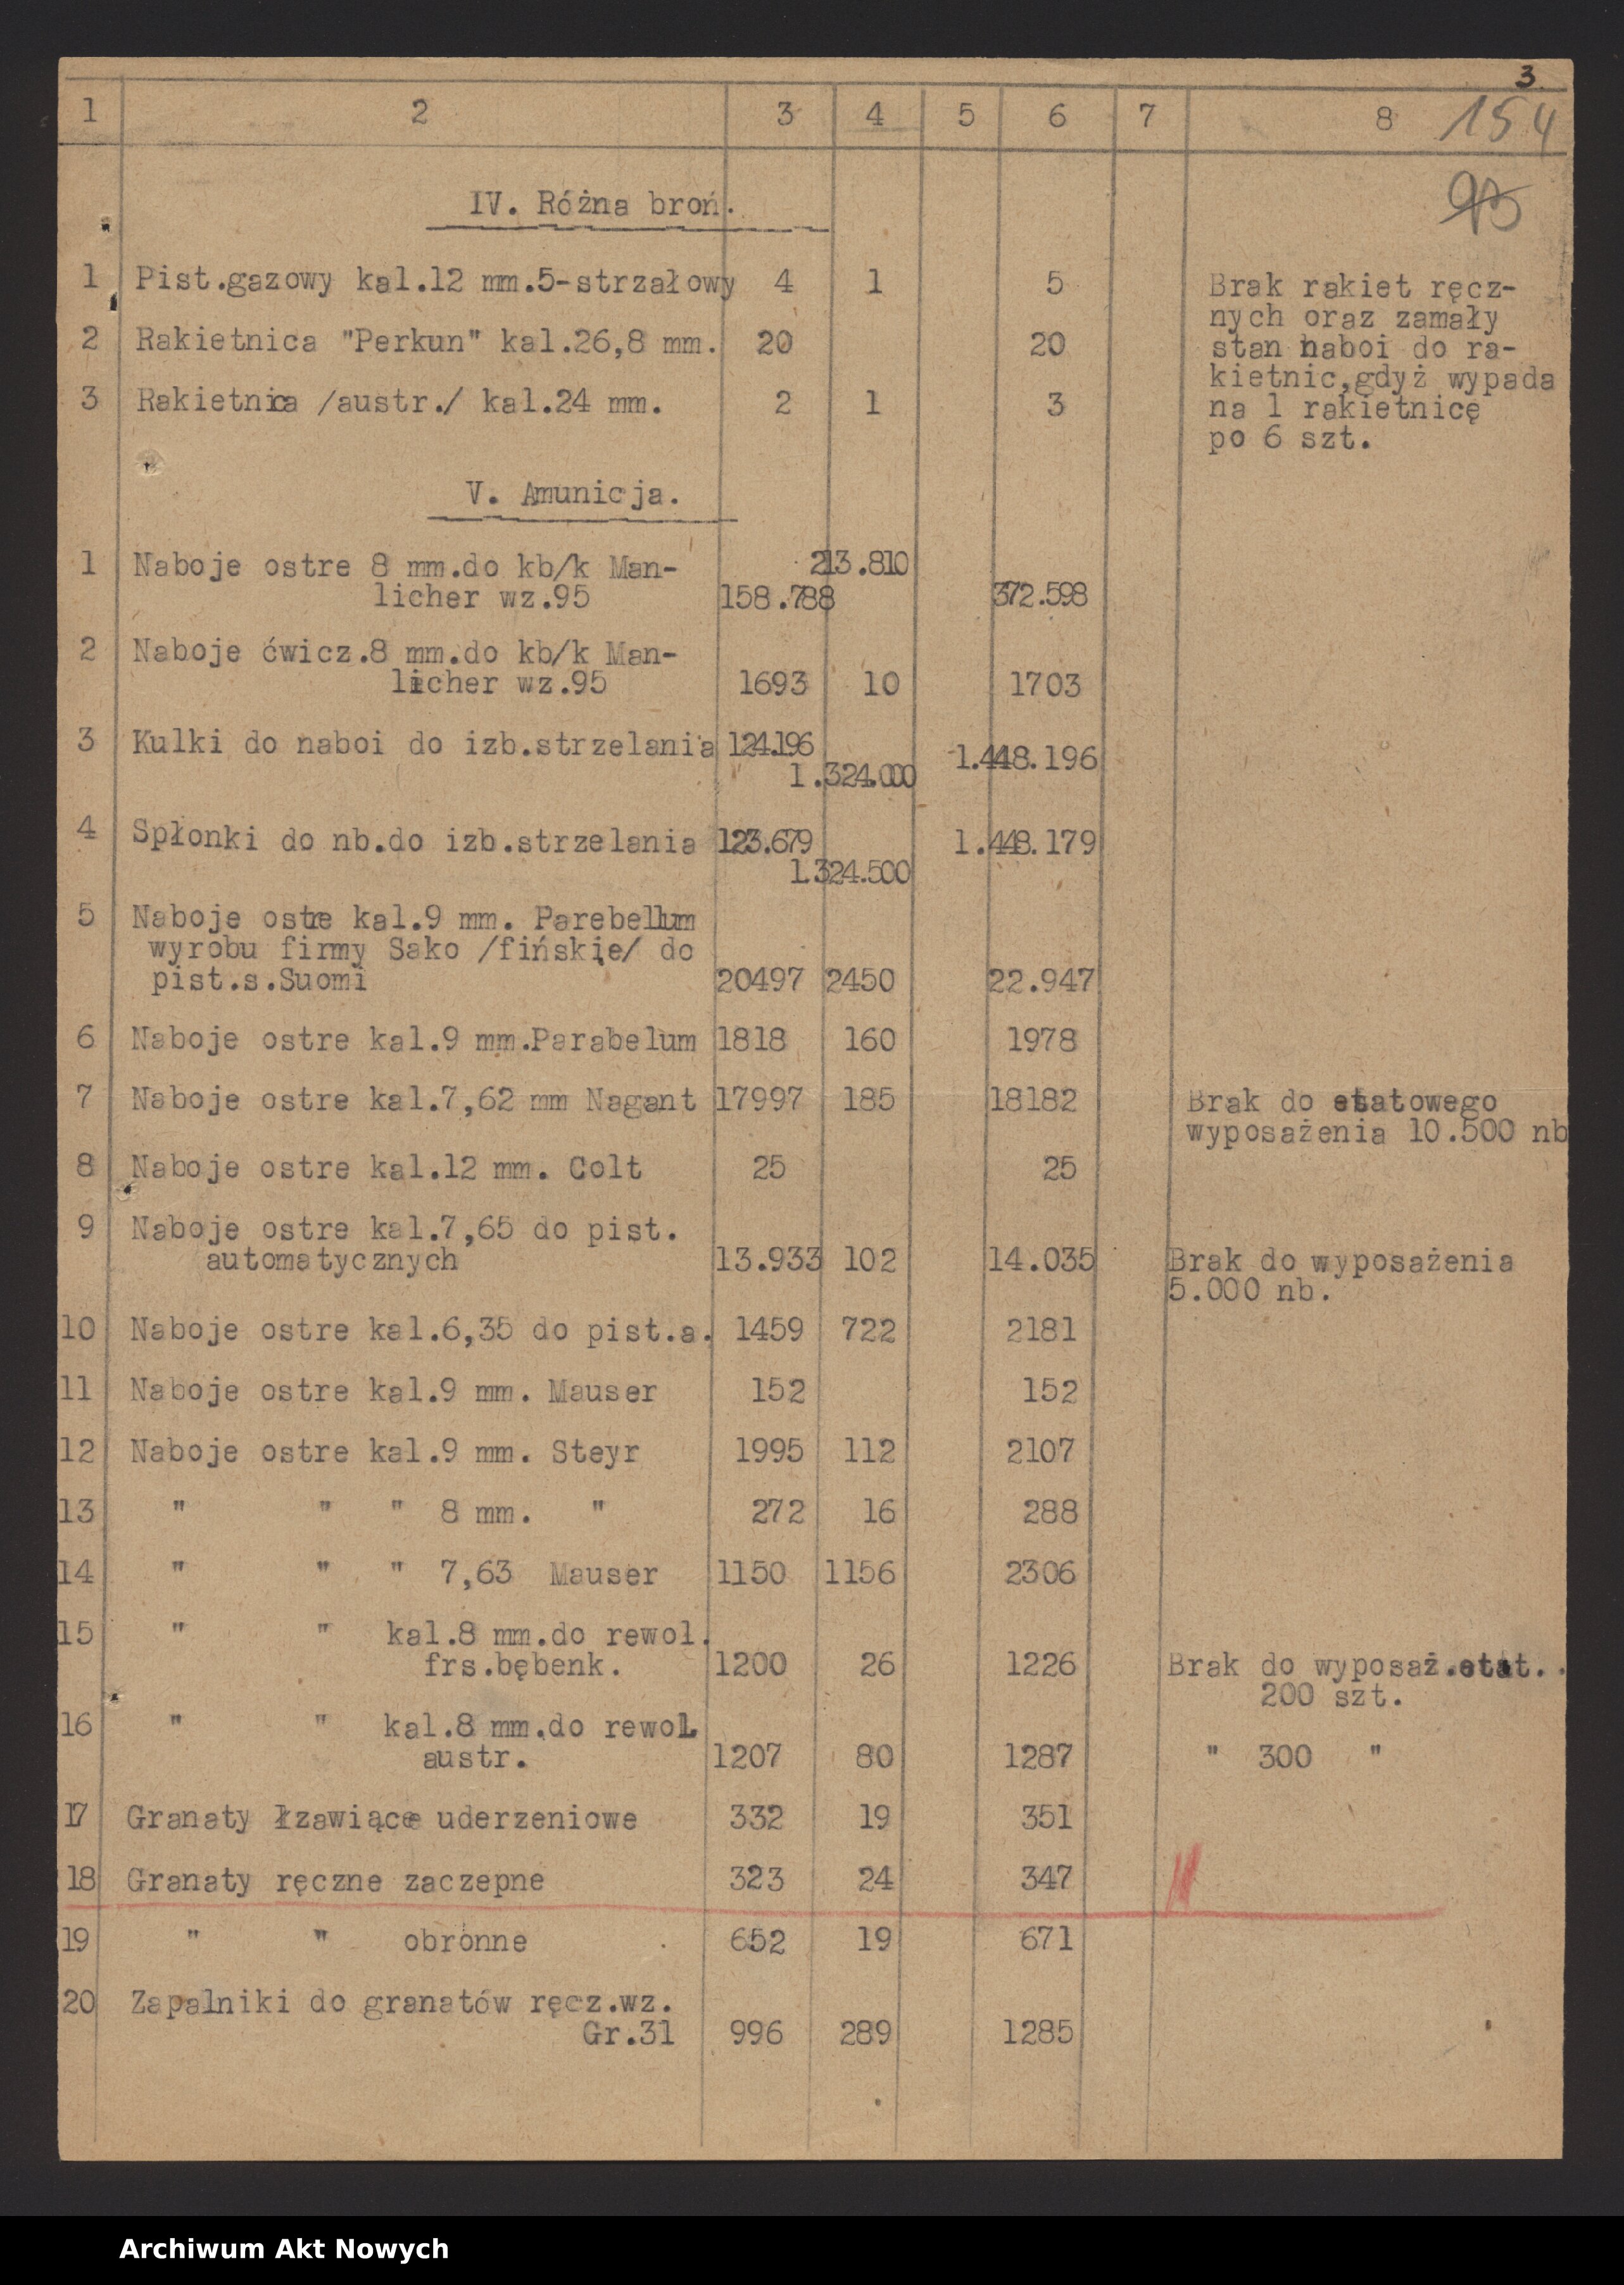 3
1 2 3 4 5 6 7 8 154
95
IV. Różna broń.
1 Pist.gazowy kal.12 mm.5-strzałowy 4 1 5 Brak rakiet ręcz-
nych oraz zamały
2 Rakietnica "Perkun" kal.26,8 mm. 20 20 stan naboi do ra-
kietnic,gdyż wypada
3 Rakietnica /austr./ kal.24 mm. 2 1 3 na 1 rakietnicę
po 6 szt.
V. Amunicja.
1 Naboje ostre 8 mm.do kb/k Man- 213.810
licher wz.95 158.788 372.598
2 Naboje ćwicz.8 mm.do kb/k Man-
licher wz.95 1693 10 1703
3 Kulki do naboi do izb.strzelania 124.196 1.448.196
1.324.000
4 Spłonki do nb.do izb.strzelania 123.679 1.448.179
1.324.500
5 Naboje ostre kal.9 mm. Parebellum
wyrobu firmy Sako /fińskie/ do
pist.s.Suomi 20497 2450 22.947
6 Naboje ostre kal.9 mm.Parabelum 1818 160 1978
7 Naboje ostre kal.7,62 mm Nagant 17997 185 18182 Brak do etatowego
wyposażenia 10.500 nb
8 Naboje ostre kal.12 mm. Colt 25 25
9 Naboje ostre kal.7,65 do pist.
automatycznych 13.933 102 14.035 Brak do wyposażenia
5.000 nb.
10 Naboje ostre kal.6,35 do pist.a. 1459 722 2181
11 Naboje ostre kal.9 mm. Mauser 152 152
12 Naboje ostre kal.9 mm. Steyr 1995 112 2107
13 " " " 8 mm. " 272 16 288
14 " " " 7,63 Mauser 1150 1156 2306
15 " " kal.8 mm.do rewol.
frs.bębenk. 1200 26 1226 Brak do wyposaż.etat..
200 szt.
16 " " kal.8 mm.do rewol.
austr. 1207 80 1287 " 300 "
17 Granaty łzawiące uderzeniowe 332 19 351
18 Granaty ręczne zaczepne 323 24 347
19 " " obronne 652 19 671
20 Zapalniki do granatów ręcz.wz.
Gr.31 996 289 1285
Archiwum Akt Nowych